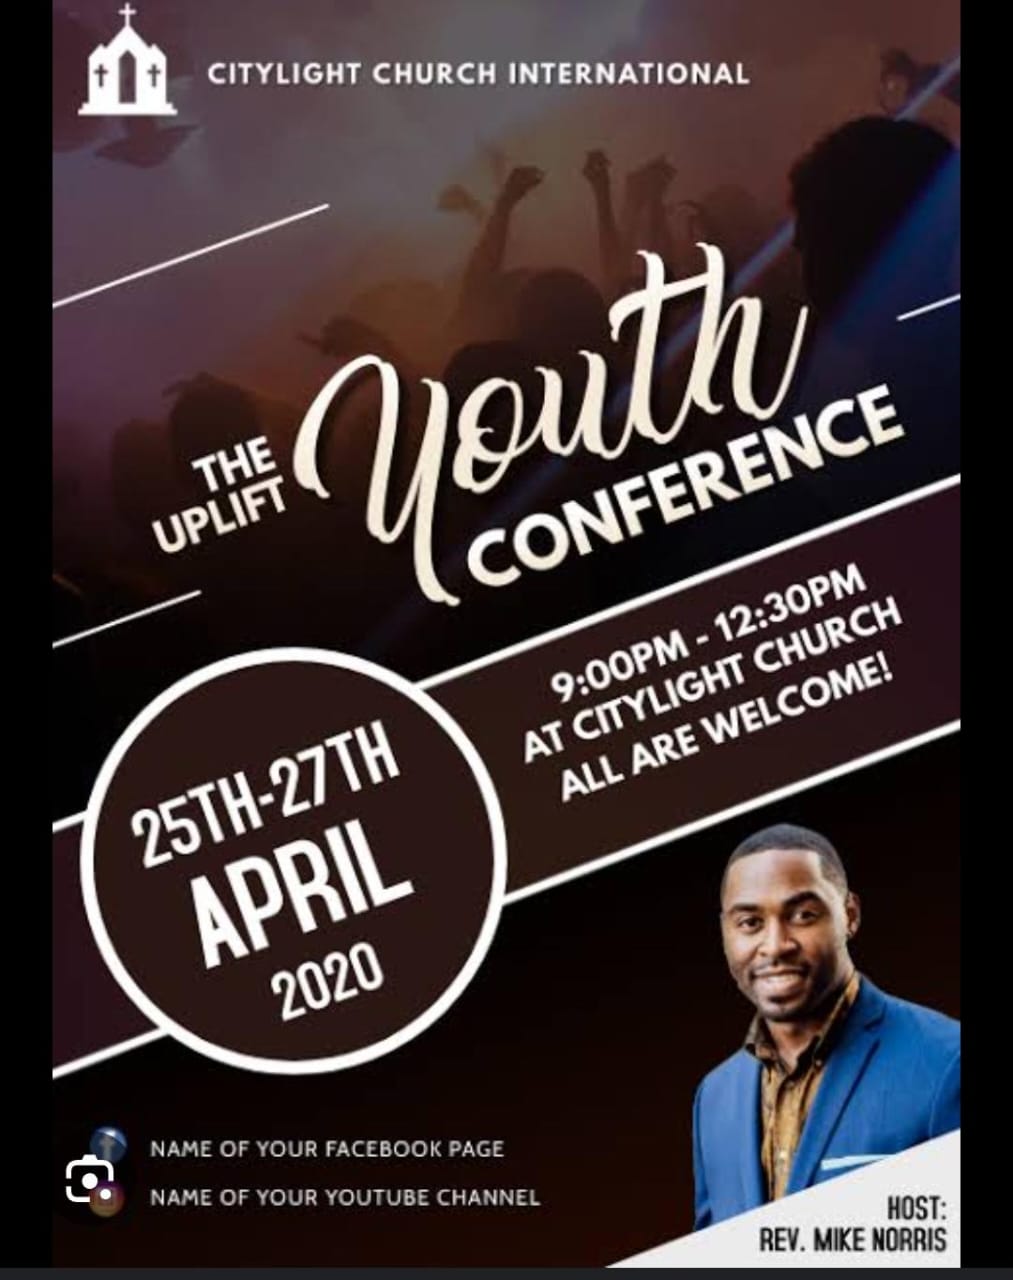 CITYLIGHT CHURCH INTERNATIONAL
THE
UPLIFT
Youth
CONFERENCE
9:00PM - 12:30PM
AT CITYLIGHT CHURCH
ALL ARE WELCOME!
25TH-27TH
APRIL
2020
NAME OF YOUR FACEBOOK PAGE
NAME OF YOUR YOUTUBE CHANNEL
HOST:
REV. MIKE NORRIS